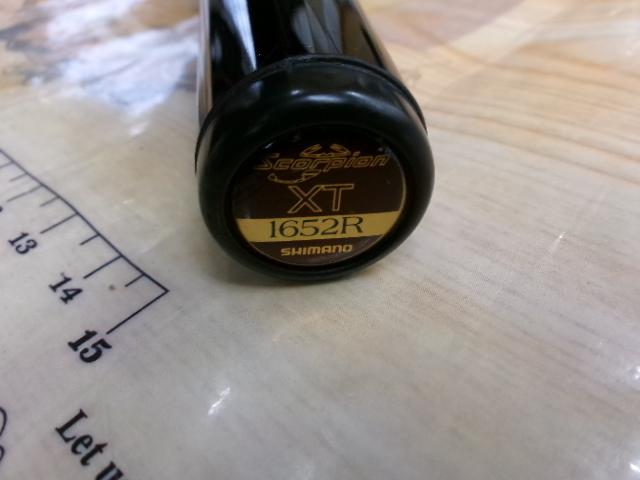 Scorpion
XT
1652R
SHIMANO
13
14
15
Let